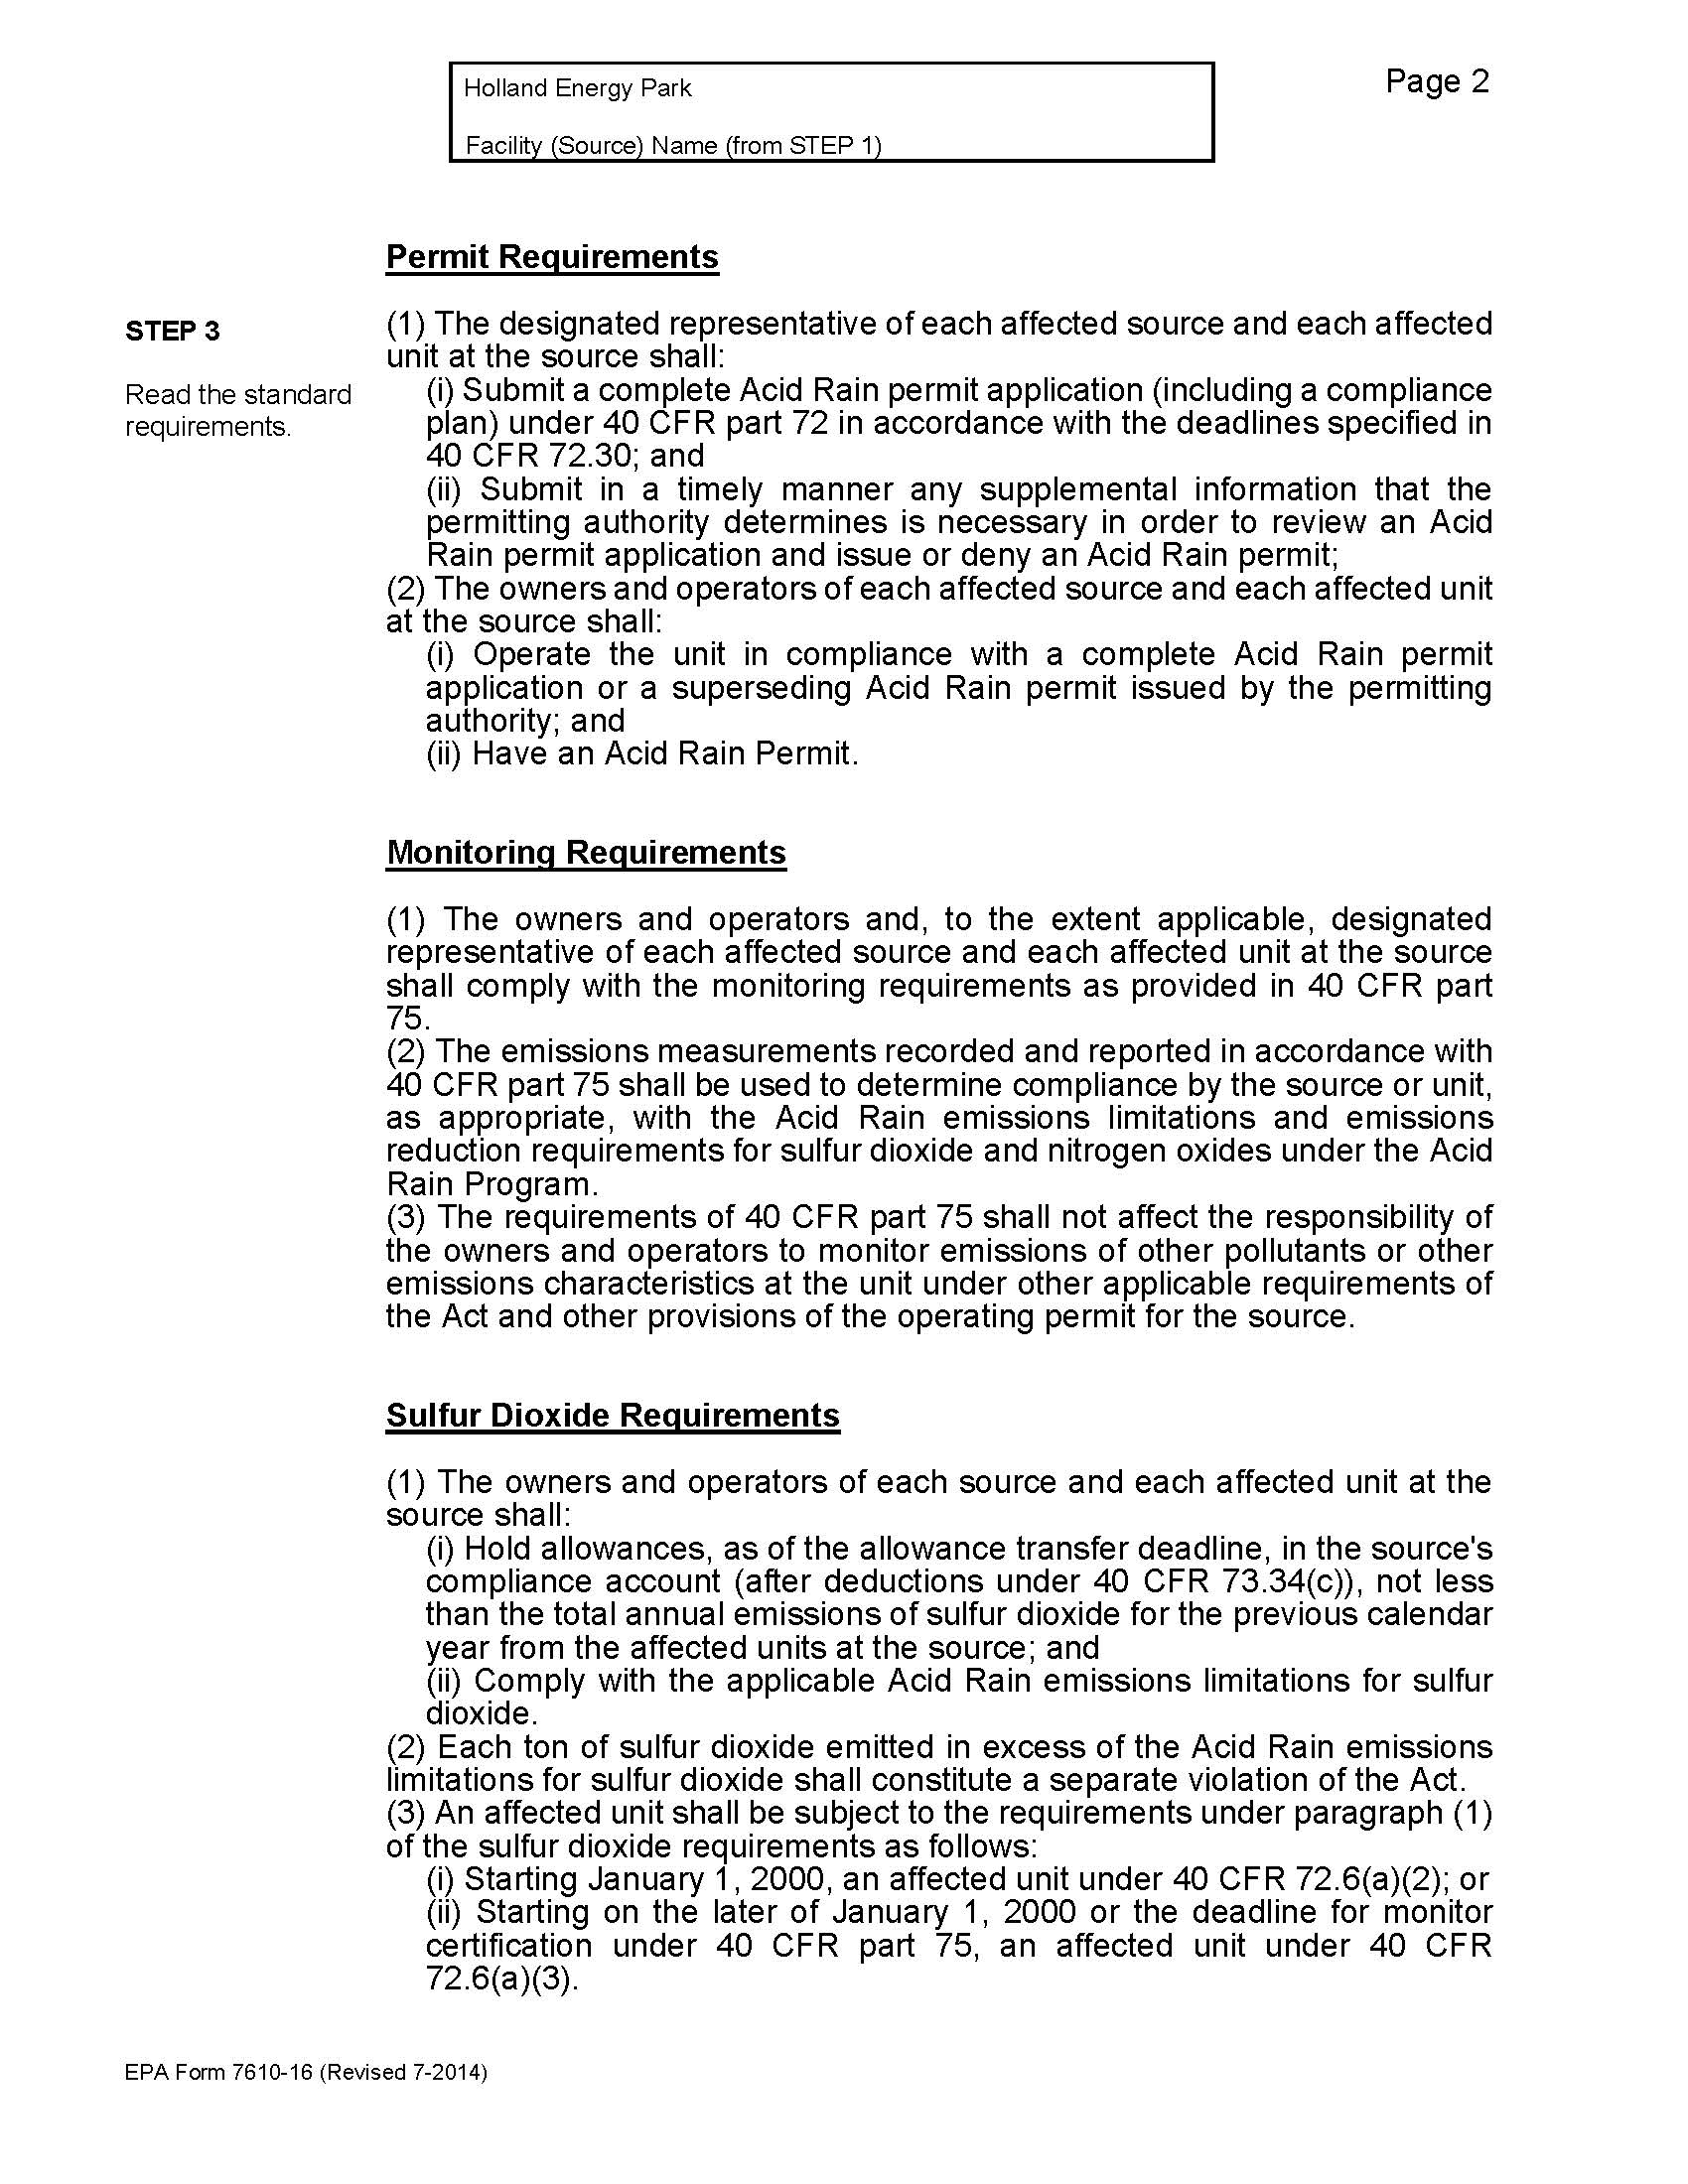 Holland Energy Park
Page 2
Facility (Source) Name (from STEP 1)
Permit Requirements
STEP 3
Read the standard
requirements.
(1) The designated representative of each affected source and each affected
unit at the source shall:
(i) Submit a complete Acid Rain permit application (including a compliance
plan) under 40 CFR part 72 in accordance with the deadlines specified in
40 CFR 72.30; and
(ii) Submit in a timely manner any supplemental information that the
permitting authority determines is necessary in order to review an Acid
Rain permit application and issue or deny an Acid Rain permit;
(2) The owners and operators of each affected source and each affected unit
at the source shall:
(i) Operate the unit in compliance with a complete Acid Rain permit
application or a superseding Acid Rain permit issued by the permitting
authority; and
(ii) Have an Acid Rain Permit.
Monitoring Requirements
(1) The owners and operators and, to the extent applicable, designated
representative of each affected source and each affected unit at the source
shall comply with the monitoring requirements as provided in 40 CFR part
75.
(2) The emissions measurements recorded and reported in accordance with
40 CFR part 75 shall be used to determine compliance by the source or unit,
as appropriate, with the Acid Rain emissions limitations and emissions
reduction requirements for sulfur dioxide and nitrogen oxides under the Acid
Rain Program.
(3) The requirements of 40 CFR part 75 shall not affect the responsibility of
the owners and operators to monitor emissions of other pollutants or other
emissions characteristics at the unit under other applicable requirements of
the Act and other provisions of the operating permit for the source.
Sulfur Dioxide Requirements
(1) The owners and operators of each source and each affected unit at the
source shall:
(i) Hold allowances, as of the allowance transfer deadline, in the source's
compliance account (after deductions under 40 CFR 73.34(c)), not less
than the total annual emissions of sulfur dioxide for the previous calendar
year from the affected units at the source; and
(ii) Comply with the applicable Acid Rain emissions limitations for sulfur
dioxide.
(2) Each ton of sulfur dioxide emitted in excess of the Acid Rain emissions
limitations for sulfur dioxide shall constitute a separate violation of the Act.
(3) An affected unit shall be subject to the requirements under paragraph (1)
of the sulfur dioxide requirements as follows:
(i) Starting January 1, 2000, an affected unit under 40 CFR 72.6(a)(2); or
(ii) Starting on the later of January 1, 2000 or the deadline for monitor
certification under 40 CFR part 75, an affected unit under 40 CFR
72.6(a)(3).
EPA Form 7610-16 (Revised 7-2014)